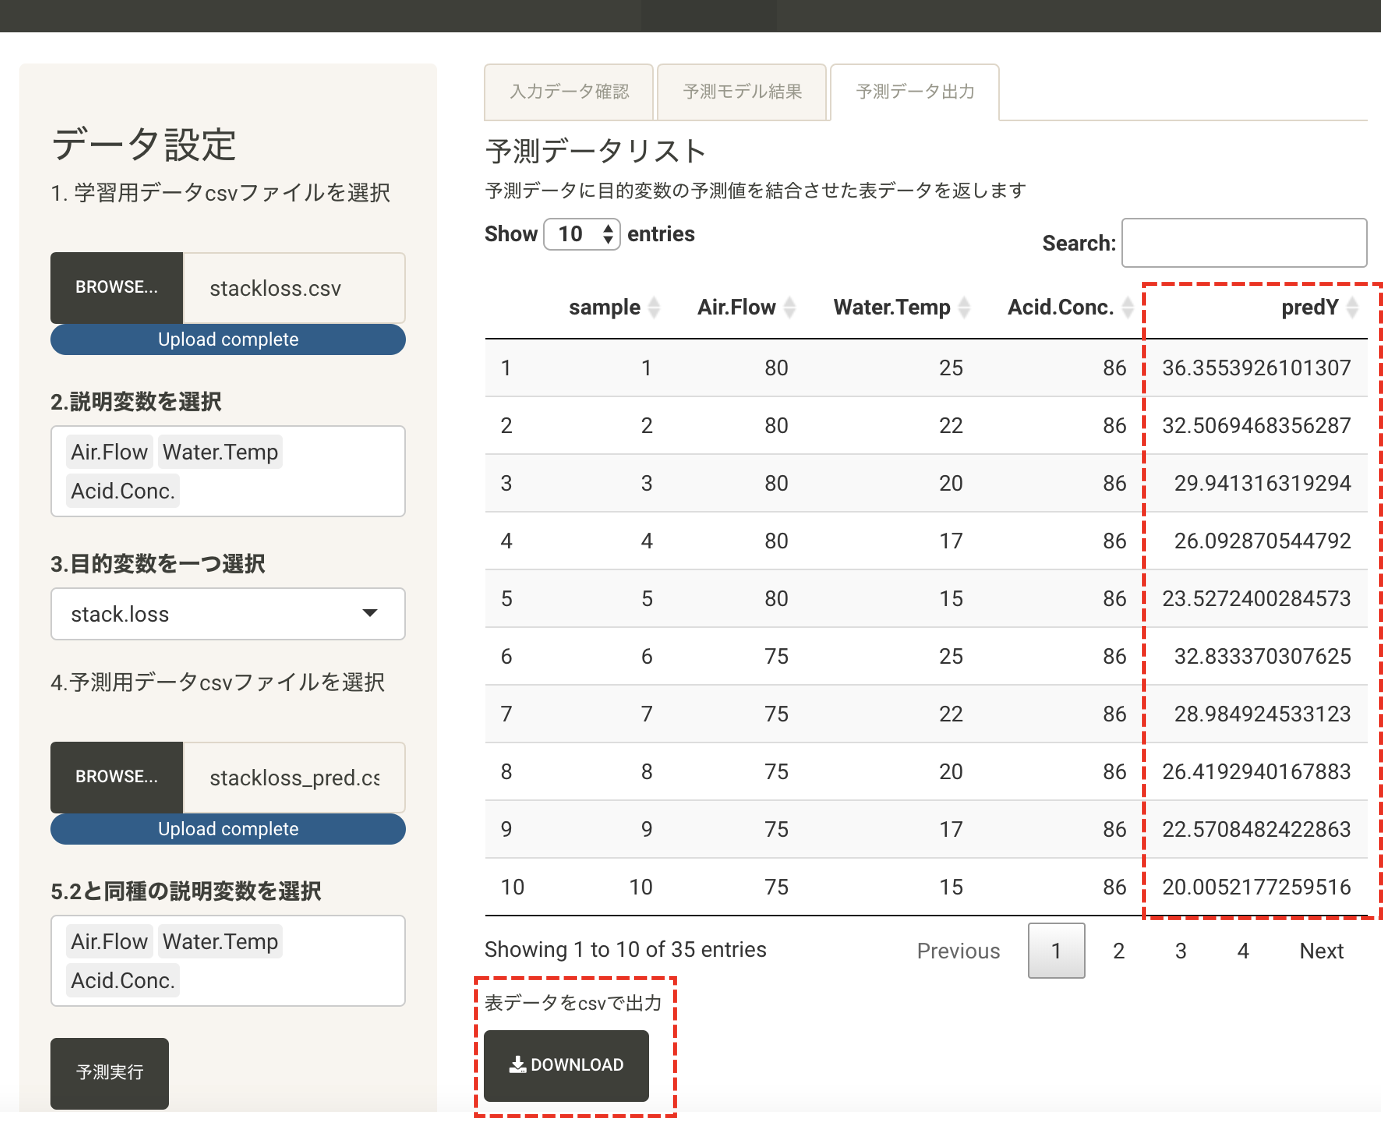 データ設定
1. 学習用データcsvファイルを選択
BROWSE... stackloss.csv
Upload complete
2.説明変数を選択
Air.Flow Water.Temp
Acid.Conc.
3.目的変数を一つ選択
stack.loss
4.予測用データcsvファイルを選択
BROWSE... stackloss_pred.cs
Upload complete
5.2と同種の説明変数を選択
Air.Flow Water.Temp
Acid.Conc.
予測実行
入力データ確認 予測モデル結果 予測データ出力
予測データリスト
予測データに目的変数の予測値を結合させた表データを返します
Show 10 entries
Search:
sample Air.Flow Water.Temp Acid.Conc. predY
1 1 80 25 86 36.3553926101307
2 2 80 22 86 32.5069468356287
3 3 80 20 86 29.941316319294
4 4 80 17 86 26.092870544792
5 5 80 15 86 23.5272400284573
6 6 75 25 86 32.833370307625
7 7 75 22 86 28.984924533123
8 8 75 20 86 26.4192940167883
9 9 75 17 86 22.5708482422863
10 10 75 15 86 20.0052177259516
Showing 1 to 10 of 35 entries
Previous 1 2 3 4 Next
表データをcsvで出力
DOWNLOAD